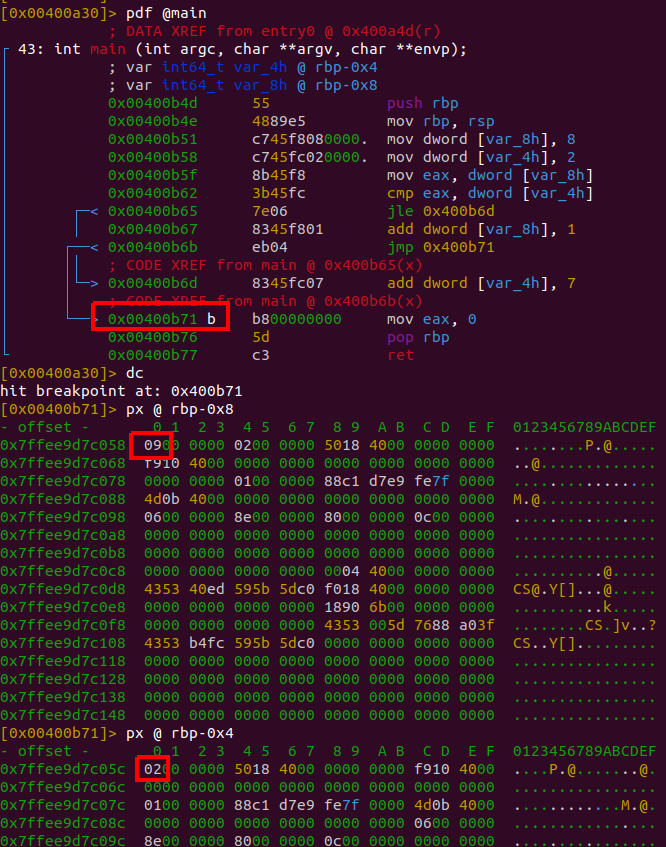 [0x00400a30]> pdf @main
; DATA XREF from entry0 @ 0x400a4d(r)
43: int main (int argc, char **argv, char **envp);
; var int64_t var_4h @ rbp-0x4
; var int64_t var_8h @ rbp-0x8
0x00400b4d 55 push rbp
0x00400b4e 4889e5 mov rbp, rsp
0x00400b51 c745f8080000. mov dword [var_8h], 8
0x00400b58 c745fc020000. mov dword [var_4h], 2
0x00400b5f 8b45f8 mov eax, dword [var_8h]
0x00400b62 3b45fc cmp eax, dword [var_4h]
< 0x00400b65 7e06 jle 0x400b6d
0x00400b67 8345f801 add dword [var_8h], 1
< 0x00400b6b eb04 jmp 0x400b71
; CODE XREF from main @ 0x400b65(x)
> 0x00400b6d 8345fc07 add dword [var_4h], 7
; CODE XREF from main @ 0x400b6b(x)
> 0x00400b71 b b800000000 mov eax, 0
0x00400b76 5d pop rbp
0x00400b77 c3 ret
[0x00400a30]> dc
hit breakpoint at: 0x400b71
[0x00400b71]> px @ rbp-0x8
- offset - 0 1 2 3 4 5 6 7 8 9 A B C D E F 0123456789ABCDEF
0x7ffee9d7c058 0900 0000 0200 0000 5018 4000 0000 0000 ........P.@.....
0x7ffee9d7c068 f910 4000 0000 0000 0000 0000 0000 0000 ..@.............
0x7ffee9d7c078 0000 0000 0100 0000 88c1 d7e9 fe7f 0000 ................
0x7ffee9d7c088 4d0b 4000 0000 0000 0000 0000 0000 0000 M.@.............
0x7ffee9d7c098 0600 0000 8e00 0000 8000 0000 0c00 0000 ................
0x7ffee9d7c0a8 0000 0000 0000 0000 0000 0000 0000 0000 ................
0x7ffee9d7c0b8 0000 0000 0000 0000 0000 0000 0000 0000 ................
0x7ffee9d7c0c8 0000 0000 0000 0000 0004 4000 0000 0000 ..........@.....
0x7ffee9d7c0d8 4353 40ed 595b 5dc0 f018 4000 0000 0000 CS@.Y[]...@.....
0x7ffee9d7c0e8 0000 0000 0000 0000 1890 6b00 0000 0000 ..........k.....
0x7ffee9d7c0f8 0000 0000 0000 0000 4353 005d 7688 a03f ........CS.]v..?
0x7ffee9d7c108 4353 b4fc 595b 5dc0 0000 0000 0000 0000 CS..Y[].........
0x7ffee9d7c118 0000 0000 0000 0000 0000 0000 0000 0000 ................
0x7ffee9d7c128 0000 0000 0000 0000 0000 0000 0000 0000 ................
0x7ffee9d7c138 0000 0000 0000 0000 0000 0000 0000 0000 ................
0x7ffee9d7c148 0000 0000 0000 0000 0000 0000 0000 0000 ................
[0x00400b71]> px @ rbp-0x4
- offset - 0 1 2 3 4 5 6 7 8 9 A B C D E F 0123456789ABCDEF
0x7ffee9d7c05c 0200 0000 5018 4000 0000 0000 f910 4000 ....P.@.......@.
0x7ffee9d7c06c 0000 0000 0000 0000 0000 0000 0000 0000 ................
0x7ffee9d7c07c 0100 0000 88c1 d7e9 fe7f 0000 4d0b 4000 ............M.@.
0x7ffee9d7c08c 0000 0000 0000 0000 0000 0000 0600 0000 ................
0x7ffee9d7c09c 8e00 0000 8000 0000 0c00 0000 0000 0000 ................